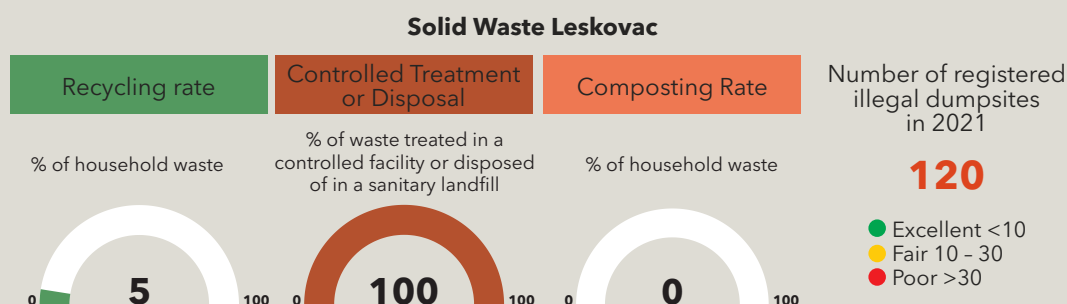 Solid Waste Leskovac
Recycling rate
% of household waste
0
5
100
Controlled Treatment
or Disposal
% of waste treated in a
controlled facility or disposed
of in a sanitary landfill
0
100
100
Composting Rate
% of household waste
0
0
100
Number of registered
illegal dumpsites
in 2021
120
Excellent <10
Fair 10 – 30
Poor >30